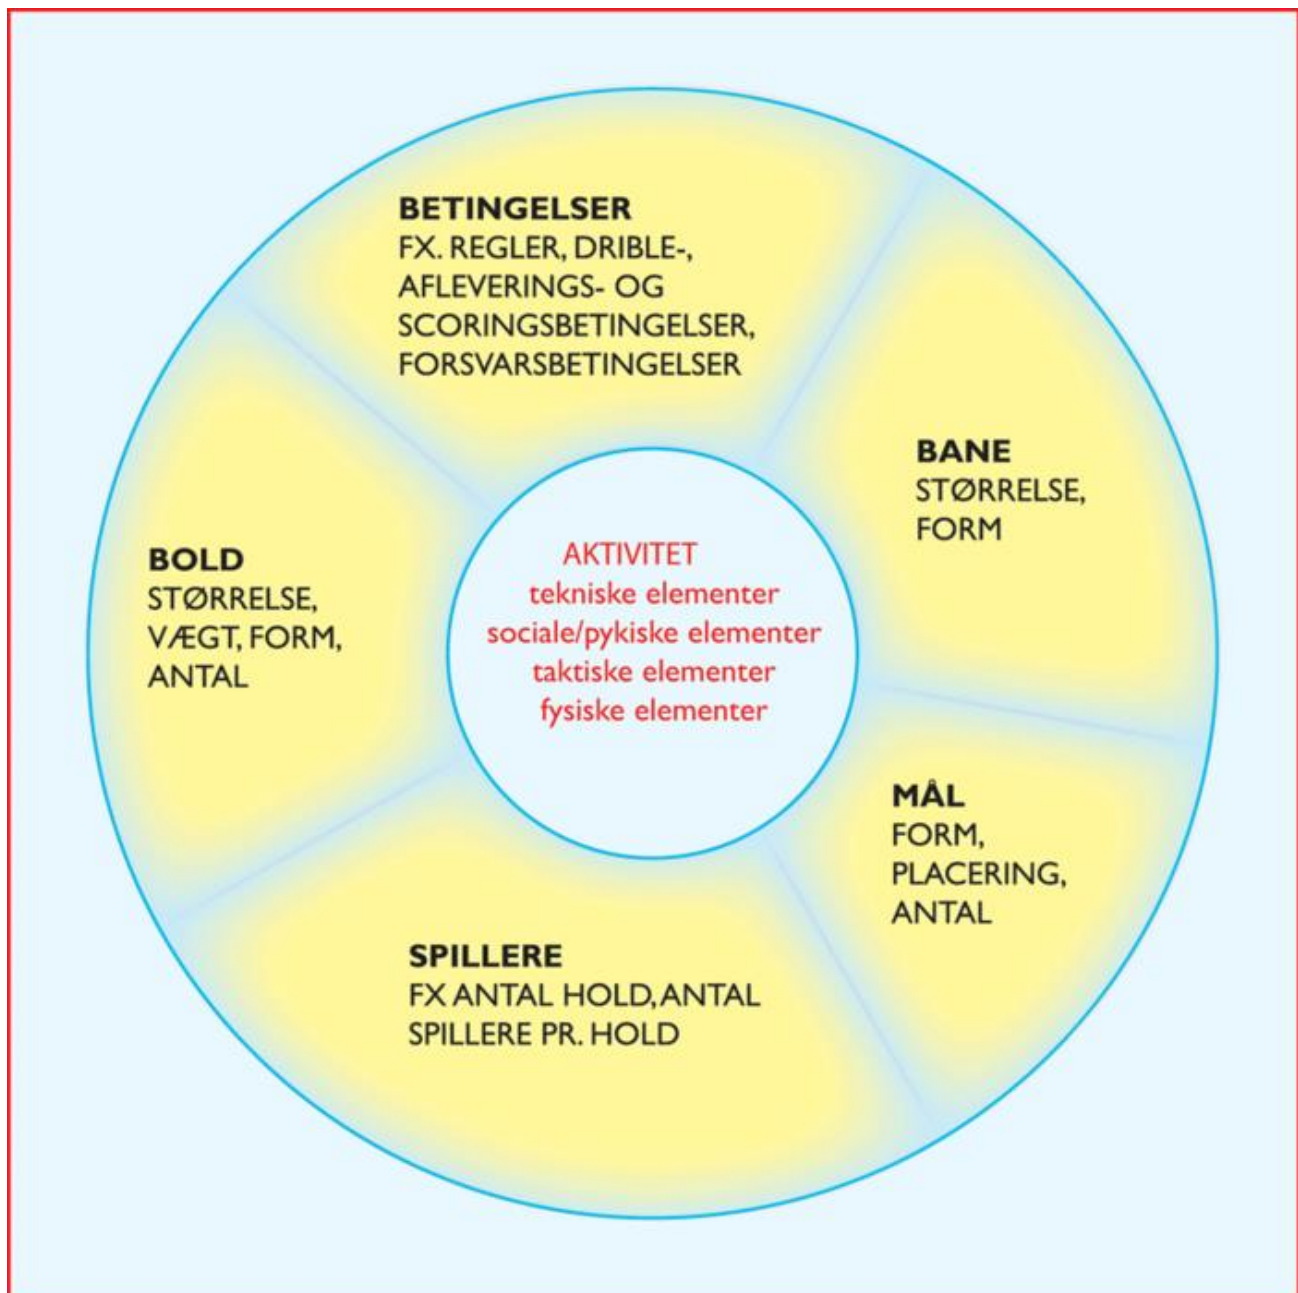 BETINGELSER
FX. REGLER, DRIBLE-,
AFLEVERINGS- OG
SCORINGSBETINGELSER,
FORSVARSBETINGELSER
BANE
STØRRELSE,
FORM
BOLD
STØRRELSE,
VÆGT, FORM,
ANTAL
AKTIVITET
tekniske elementer
sociale/pykiske elementer
taktiske elementer
fysiske elementer
MÅL
FORM,
PLACERING,
ANTAL
SPILLERE
FX ANTAL HOLD, ANTAL
SPILLERE PR. HOLD